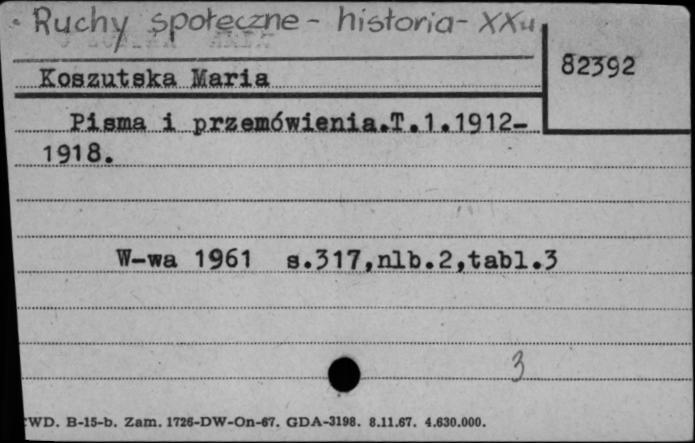 Ruchy społeczne - historia - XX w.
82392
Koszutska Maria
Pisma i przemówienia.T.1.1912-
1918.
W-wa 1961 s.317,nlb.2,tabl.3
3
WD. B-15-b. Zam. 1726-DW-On-67. GDA-3198. 8.11.67. 4.630.000.